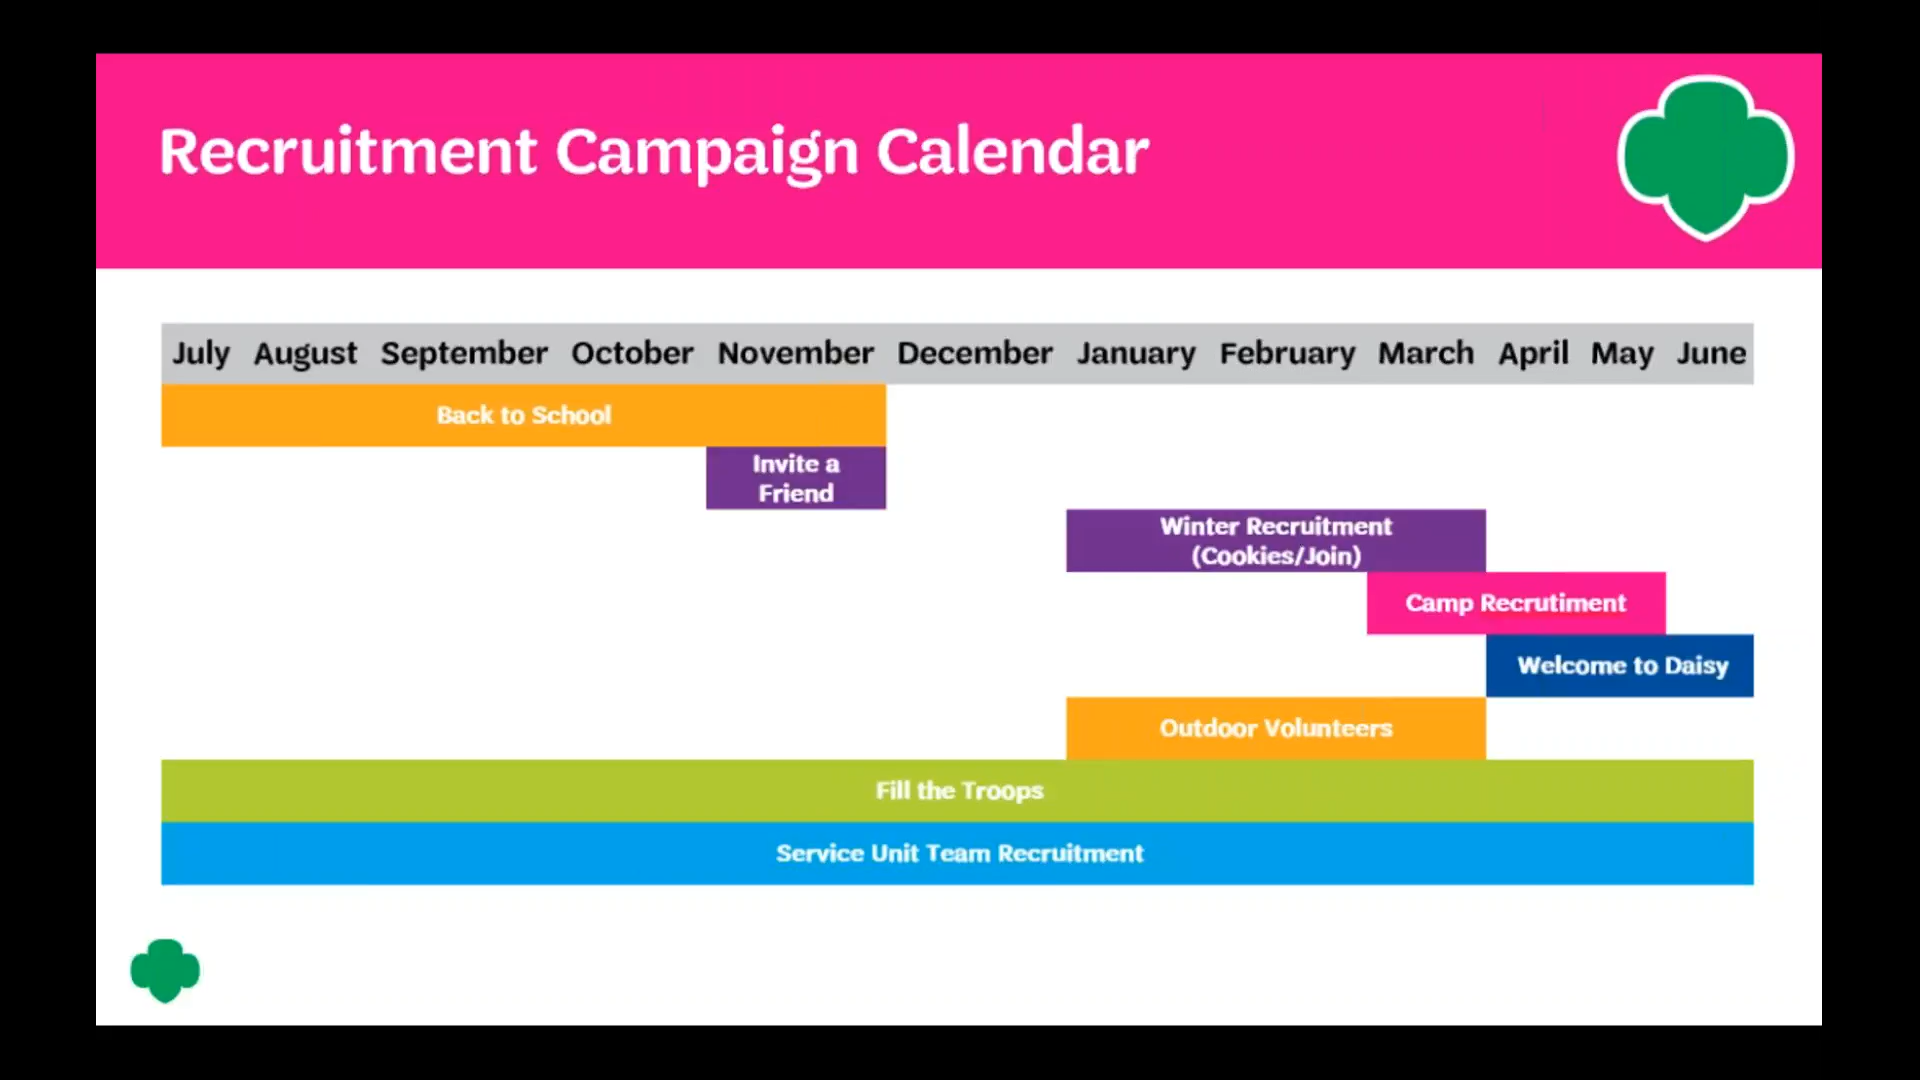 Recruitment Campaign Calendar
July August September October November December January February March April May June
Back to School
Invite a
Friend
Winter Recruitment
(Cookies/Join)
Camp Recrutiment
Welcome to Daisy
Outdoor Volunteers
Fill the Troops
Service Unit Team Recruitment